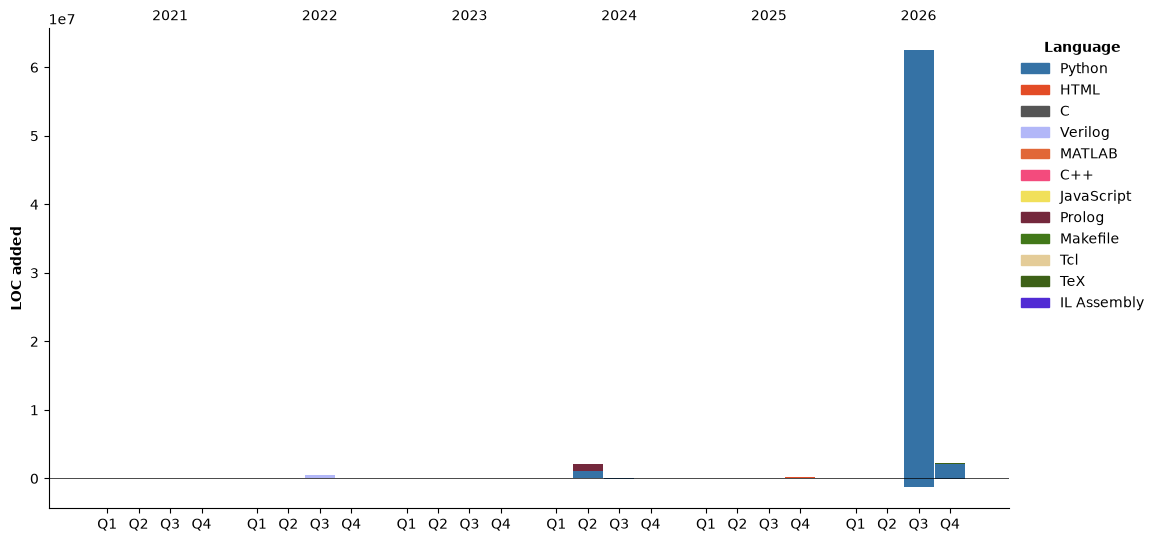 1e7
2021 2022 2023 2024 2025 2026
6
5
4
3
2
1
0
LOC added
Q1 Q2 Q3 Q4 Q1 Q2 Q3 Q4 Q1 Q2 Q3 Q4 Q1 Q2 Q3 Q4 Q1 Q2 Q3 Q4 Q1 Q2 Q3 Q4
Language
Python
HTML
C
Verilog
MATLAB
C++
JavaScript
Prolog
Makefile
Tcl
TeX
IL Assembly